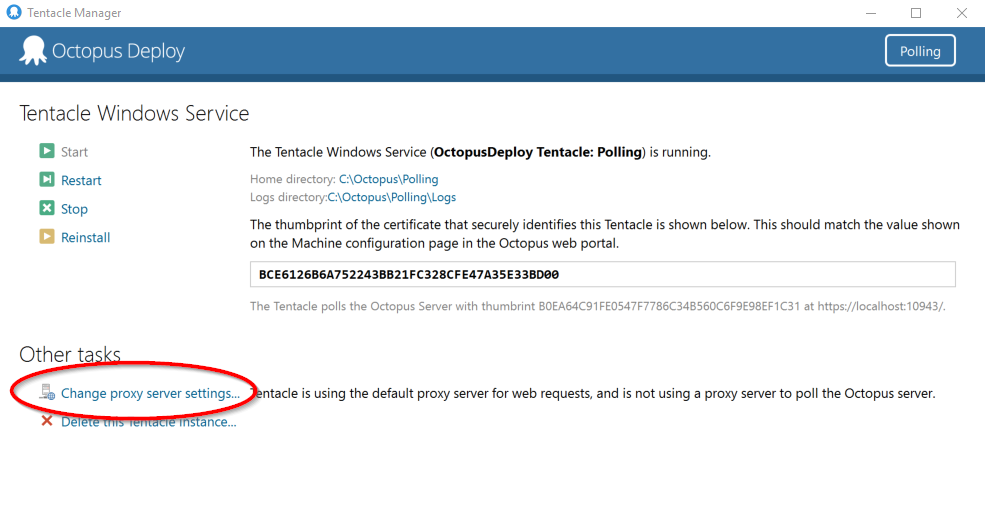 Tentacle Manager
Octopus Deploy
Polling
Tentacle Windows Service
Start
Restart
Stop
Reinstall
The Tentacle Windows Service (OctopusDeploy Tentacle: Polling) is running.
Home directory: C:\Octopus\Polling
Logs directory:C:\Octopus\Polling\Logs
The thumbprint of the certificate that securely identifies this Tentacle is shown below. This should match the value shown
on the Machine configuration page in the Octopus web portal.
BCE6126B6A752243BB21FC328CFE47A35E33BD00
The Tentacle polls the Octopus Server with thumbrint B0EA64C91FE0547F7786C34B560C6F9E98EF1C31 at https://localhost:10943/.
Other tasks
Change proxy server settings...
Tentacle is using the default proxy server for web requests, and is not using a proxy server to poll the Octopus server.
Delete this Tentacle instance...